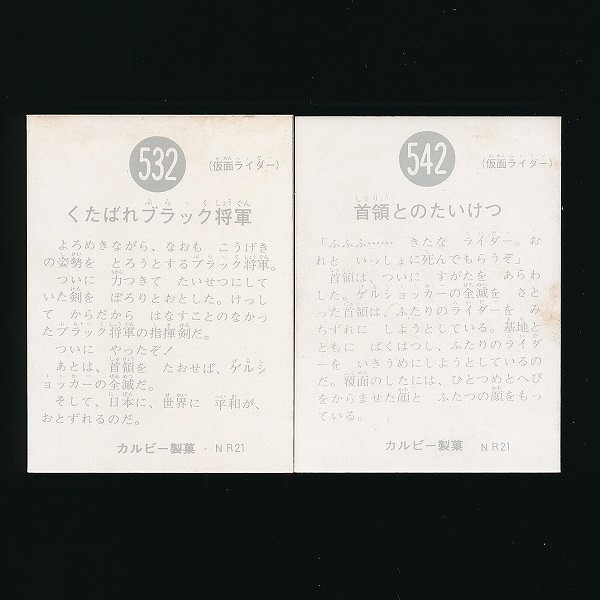 532
(仮面ライダー)
くたばれブラック将軍
よろめきながら、なおも こうげき
の姿勢を とろうとするブラック将軍。
ついに 力つきて たいせつにして
いた剣を ぽろりとおとした。けっし
て からだから はなすことのなかっ
たブラック将軍の指揮剣だ。
ついに やったぞ!
あとは、首領を たおせば、ゲルシ
ョッカーの全滅だ。
そして、日本に、世界に 平和が、
おとずれるのだ。
カルビー製菓 - NR21
542
(仮面ライダー)
首領とのたいけつ
「ふふふ…… きたな ライダー。お
れと いっしょに死んでもらうぞ」
首領は、ついに すがたを あらわ
した。ゲルショッカーの全滅を さと
った首領は、ふたりのライダーを み
ちずれに しようとしている。墓地と
ともに ばくはつし、ふたりのライダ
ーを いきうめにしようとしているの
だ。覆面のしたには、ひとつめとへび
をからませた顔と ふたつの顔をもっ
ている。
カルビー製菓 NR21